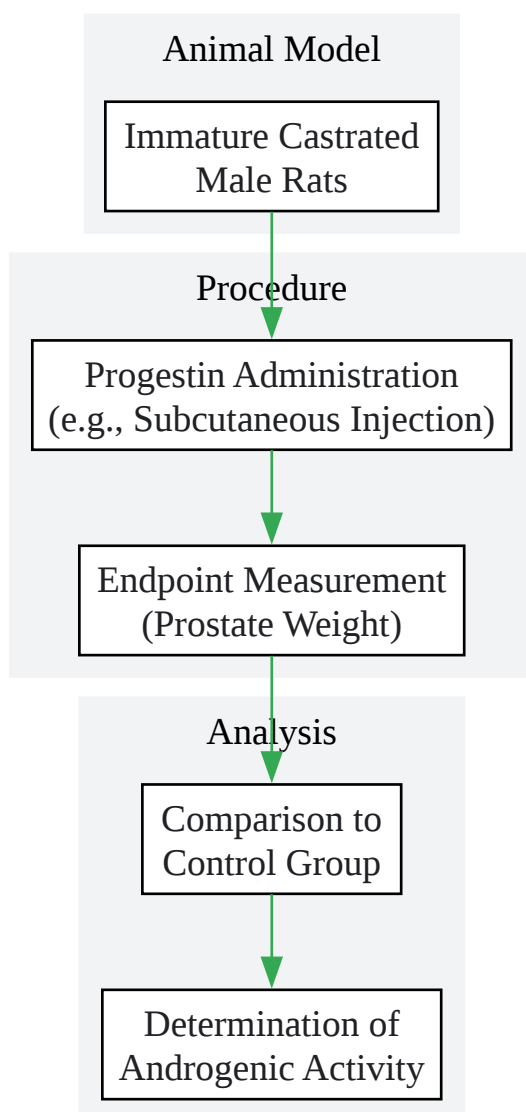 Animal Model
Immature Castrated
Male Rats
Procedure
Progestin Administration
(e.g., Subcutaneous Injection)
Endpoint Measurement
(Prostate Weight)
Analysis
Comparison to
Control Group
Determination of
Androgenic Activity